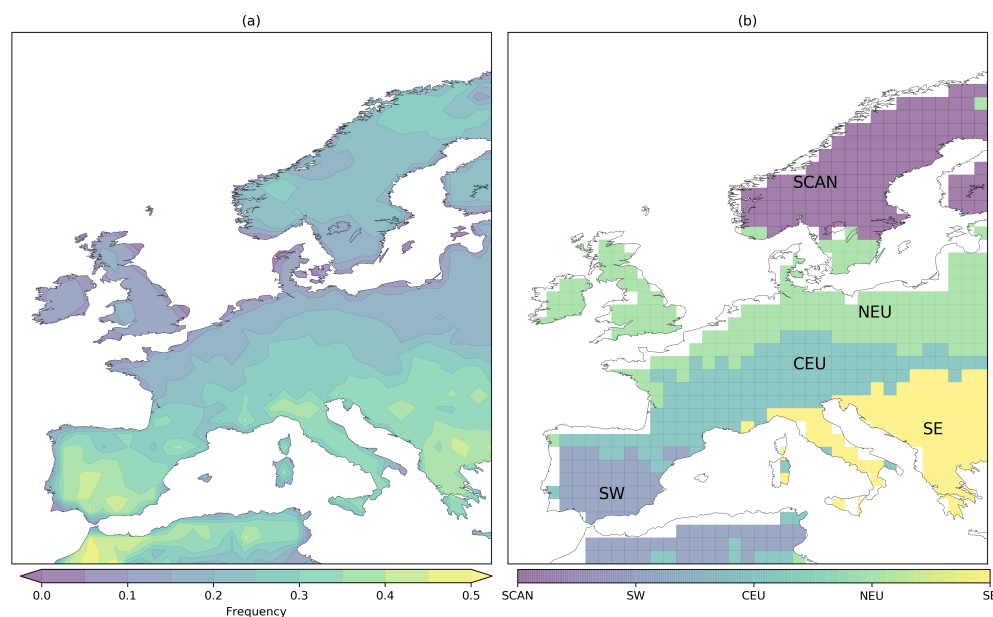 (a)
(b)
SCAN
NEU
CEU
SE
SW
0.0 0.1 0.2 0.3 0.4 0.5
Frequency
SCAN SW CEU NEU SE